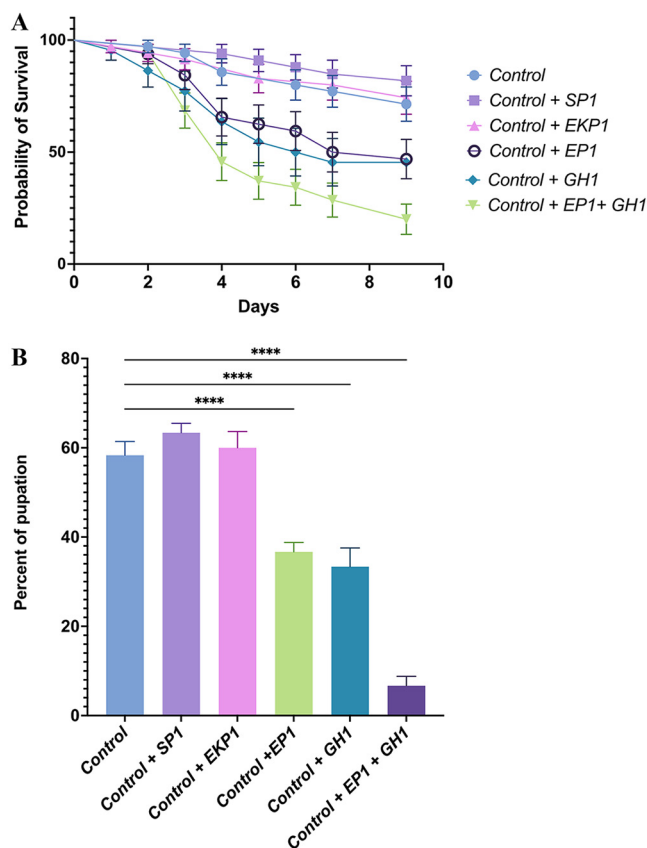 A
Probability of Survival
100
50
0
0
2
4
6
8
10
Days
Control
Control + SP1
Control + EKP1
Control + EP1
Control + GH1
Control + EP1+ GH1
B
Percent of pupation
80
60
40
20
0
****
****
****
Control
Control + SP1
Control + EKP1
Control +EP1
Control + GH1
Control + EP1 + GH1